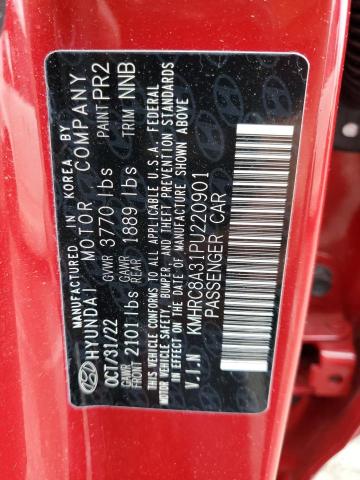 MANUFACTURED IN KOREA BY
HYUNDAI MOTOR COMPANY
OCT/31/22 GVWR 3770 lbs PAINT PR2
GAWR FRONT 2101 lbs GAWR REAR 1889 lbs TRIM NNB
THIS VEHICLE CONFORMS TO ALL APPLICABLE U.S.A. FEDERAL
MOTOR VEHICLE SAFETY, BUMPER, AND THEFT PREVENTION STANDARDS
IN EFFECT ON THE DATE OF MANUFACTURE SHOWN ABOVE
V.I.N KMHRC8A31PU220901
PASSENGER CAR